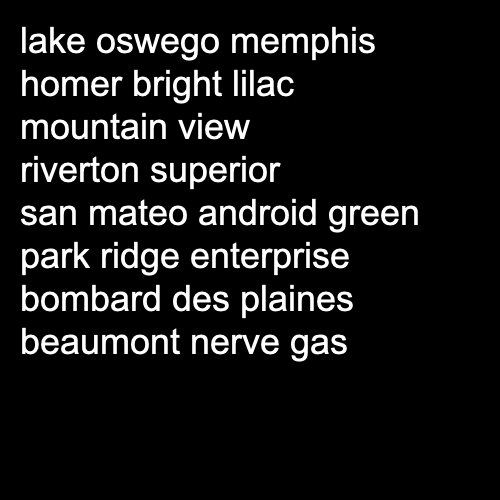 lake oswego memphis
homer bright lilac
mountain view
riverton superior
san mateo android green
park ridge enterprise
bombard des plaines
beaumont nerve gas